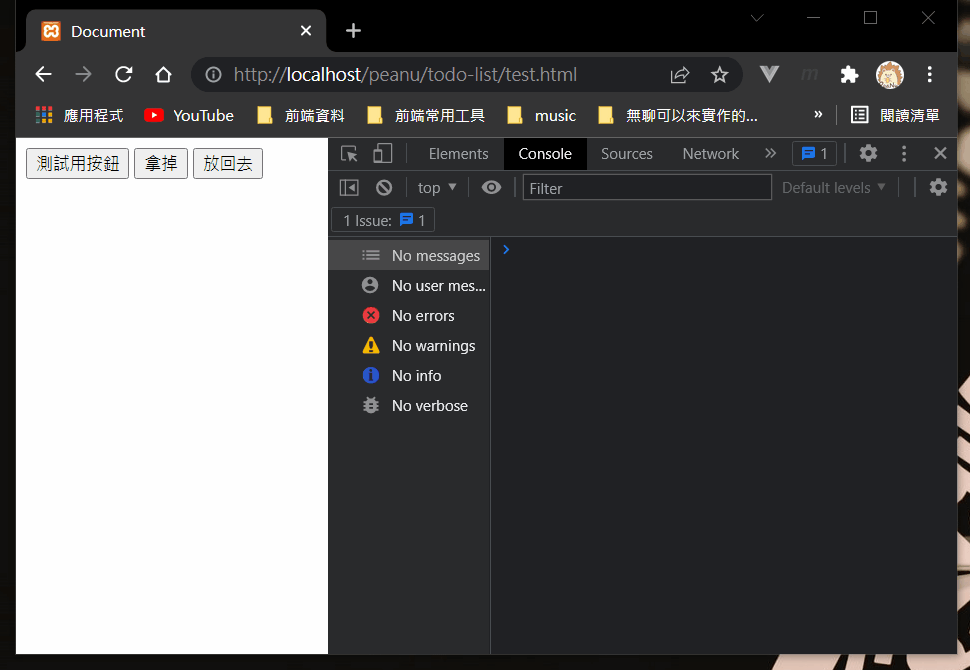 Document
http://localhost/peanu/todo-list/test.html
應用程式 YouTube 前端資料 前端常用工具 music 無聊可以來實作的... » 閱讀清單
測試用按鈕 拿掉 放回去
Elements Console Sources Network » 1
top Filter Default levels
1 Issue: 1
No messages
No user mes...
No errors
No warnings
No info
No verbose